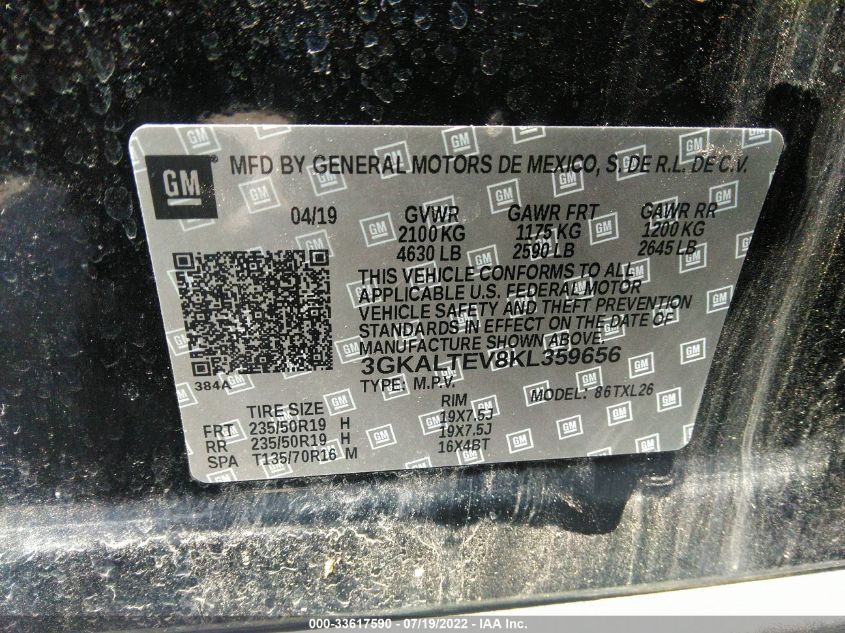 GM MFD BY GENERAL MOTORS DE MEXICO, S. DE R.L. DE C.V.
04/19 GVWR GAWR FRT GAWR RR
2100 KG 1175 KG 1200 KG
4630 LB 2590 LB 2645 LB
THIS VEHICLE CONFORMS TO ALL
APPLICABLE U.S. FEDERAL MOTOR
VEHICLE SAFETY AND THEFT PREVENTION
STANDARDS IN EFFECT ON THE DATE OF
MANUFACTURE SHOWN ABOVE.
3GKALTEV8KL359656
384A TYPE: M.P.V. MODEL: 86TXL26
TIRE SIZE RIM
FRT 235/50R19 H 19X7.5J
RR 235/50R19 H 19X7.5J
SPA T135/70R16 M 16X4BT
000-33617590 - 07/19/2022 - IAAI.COM